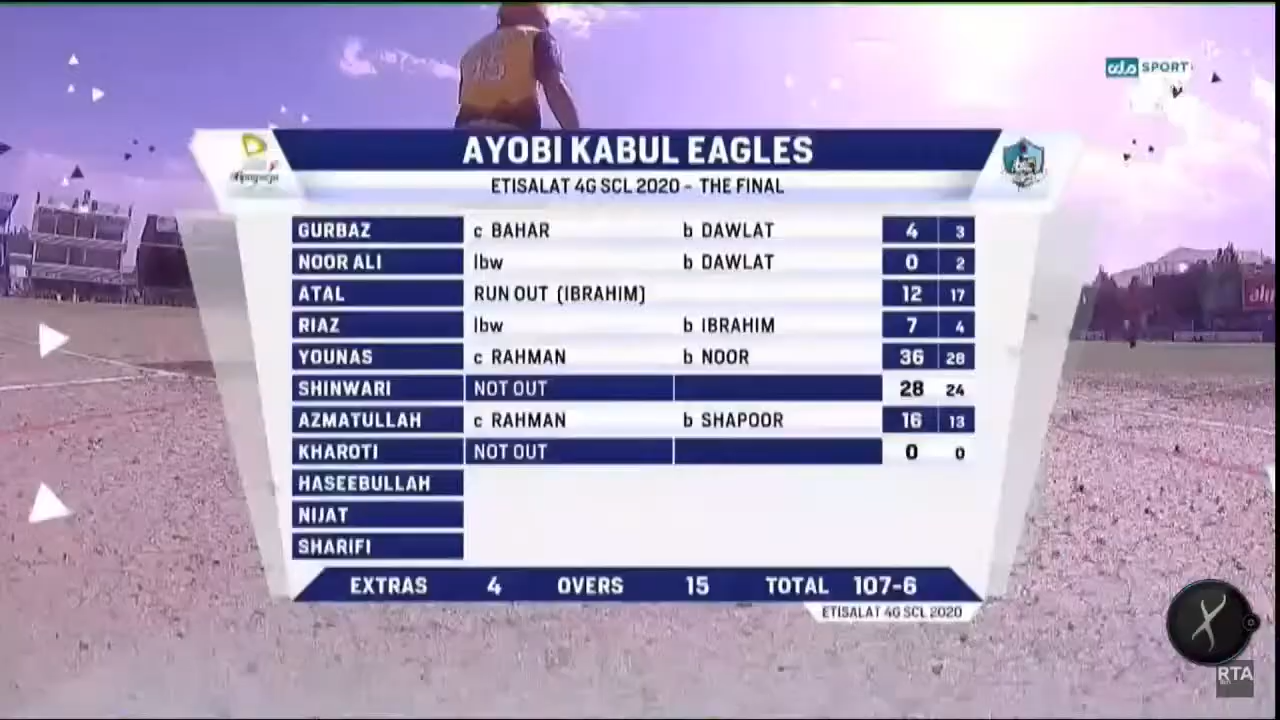 15
ads SPORT
AYOBI KABUL EAGLES
ETISALAT 4G SCL 2020 - THE FINAL
GURBAZ c BAHAR b DAWLAT 4 3
NOOR ALI lbw b DAWLAT 0 2
ATAL RUN OUT (IBRAHIM) 12 17
RIAZ lbw b IBRAHIM 7 4
YOUNAS c RAHMAN b NOOR 36 28
SHINWARI NOT OUT 28 24
AZMATULLAH c RAHMAN b SHAPOOR 16 13
KHAROTI NOT OUT 0 0
HASEEBULLAH
NIJAT
SHARIFI
EXTRAS 4 OVERS 15 TOTAL 107-6
ETISALAT 4G SCL 2020
RTA